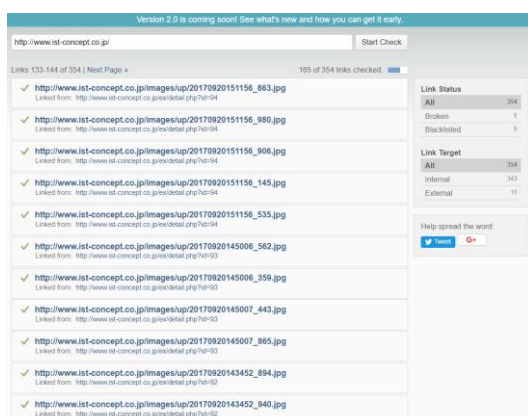 Version 2.0 is coming soon! See what's new and how you can get it early.
http://www.ist-concept.co.jp/ Start Check
Links 133-144 of 354 | Next Page » 165 of 354 links checked
http://www.ist-concept.co.jp/images/up/20170920151156_863.jpg
Linked from: http://www.ist-concept.co.jp/ex/detail.php?id=94
http://www.ist-concept.co.jp/images/up/20170920151156_980.jpg
Linked from: http://www.ist-concept.co.jp/ex/detail.php?id=94
http://www.ist-concept.co.jp/images/up/20170920151156_906.jpg
Linked from: http://www.ist-concept.co.jp/ex/detail.php?id=94
http://www.ist-concept.co.jp/images/up/20170920151156_145.jpg
Linked from: http://www.ist-concept.co.jp/ex/detail.php?id=94
http://www.ist-concept.co.jp/images/up/20170920151156_535.jpg
Linked from: http://www.ist-concept.co.jp/ex/detail.php?id=94
http://www.ist-concept.co.jp/images/up/20170920145006_562.jpg
Linked from: http://www.ist-concept.co.jp/ex/detail.php?id=93
http://www.ist-concept.co.jp/images/up/20170920145006_359.jpg
Linked from: http://www.ist-concept.co.jp/ex/detail.php?id=93
http://www.ist-concept.co.jp/images/up/20170920145007_443.jpg
Linked from: http://www.ist-concept.co.jp/ex/detail.php?id=93
http://www.ist-concept.co.jp/images/up/20170920145007_865.jpg
Linked from: http://www.ist-concept.co.jp/ex/detail.php?id=93
http://www.ist-concept.co.jp/images/up/20170920143452_894.jpg
Linked from: http://www.ist-concept.co.jp/ex/detail.php?id=92
http://www.ist-concept.co.jp/images/up/20170920143452_940.jpg
Linked from: http://www.ist-concept.co.jp/ex/detail.php?id=92
Link Status
All 354
Broken 0
Blacklisted 0
Link Target
All 354
Internal 343
External 11
Help spread the word:
Tweet G+